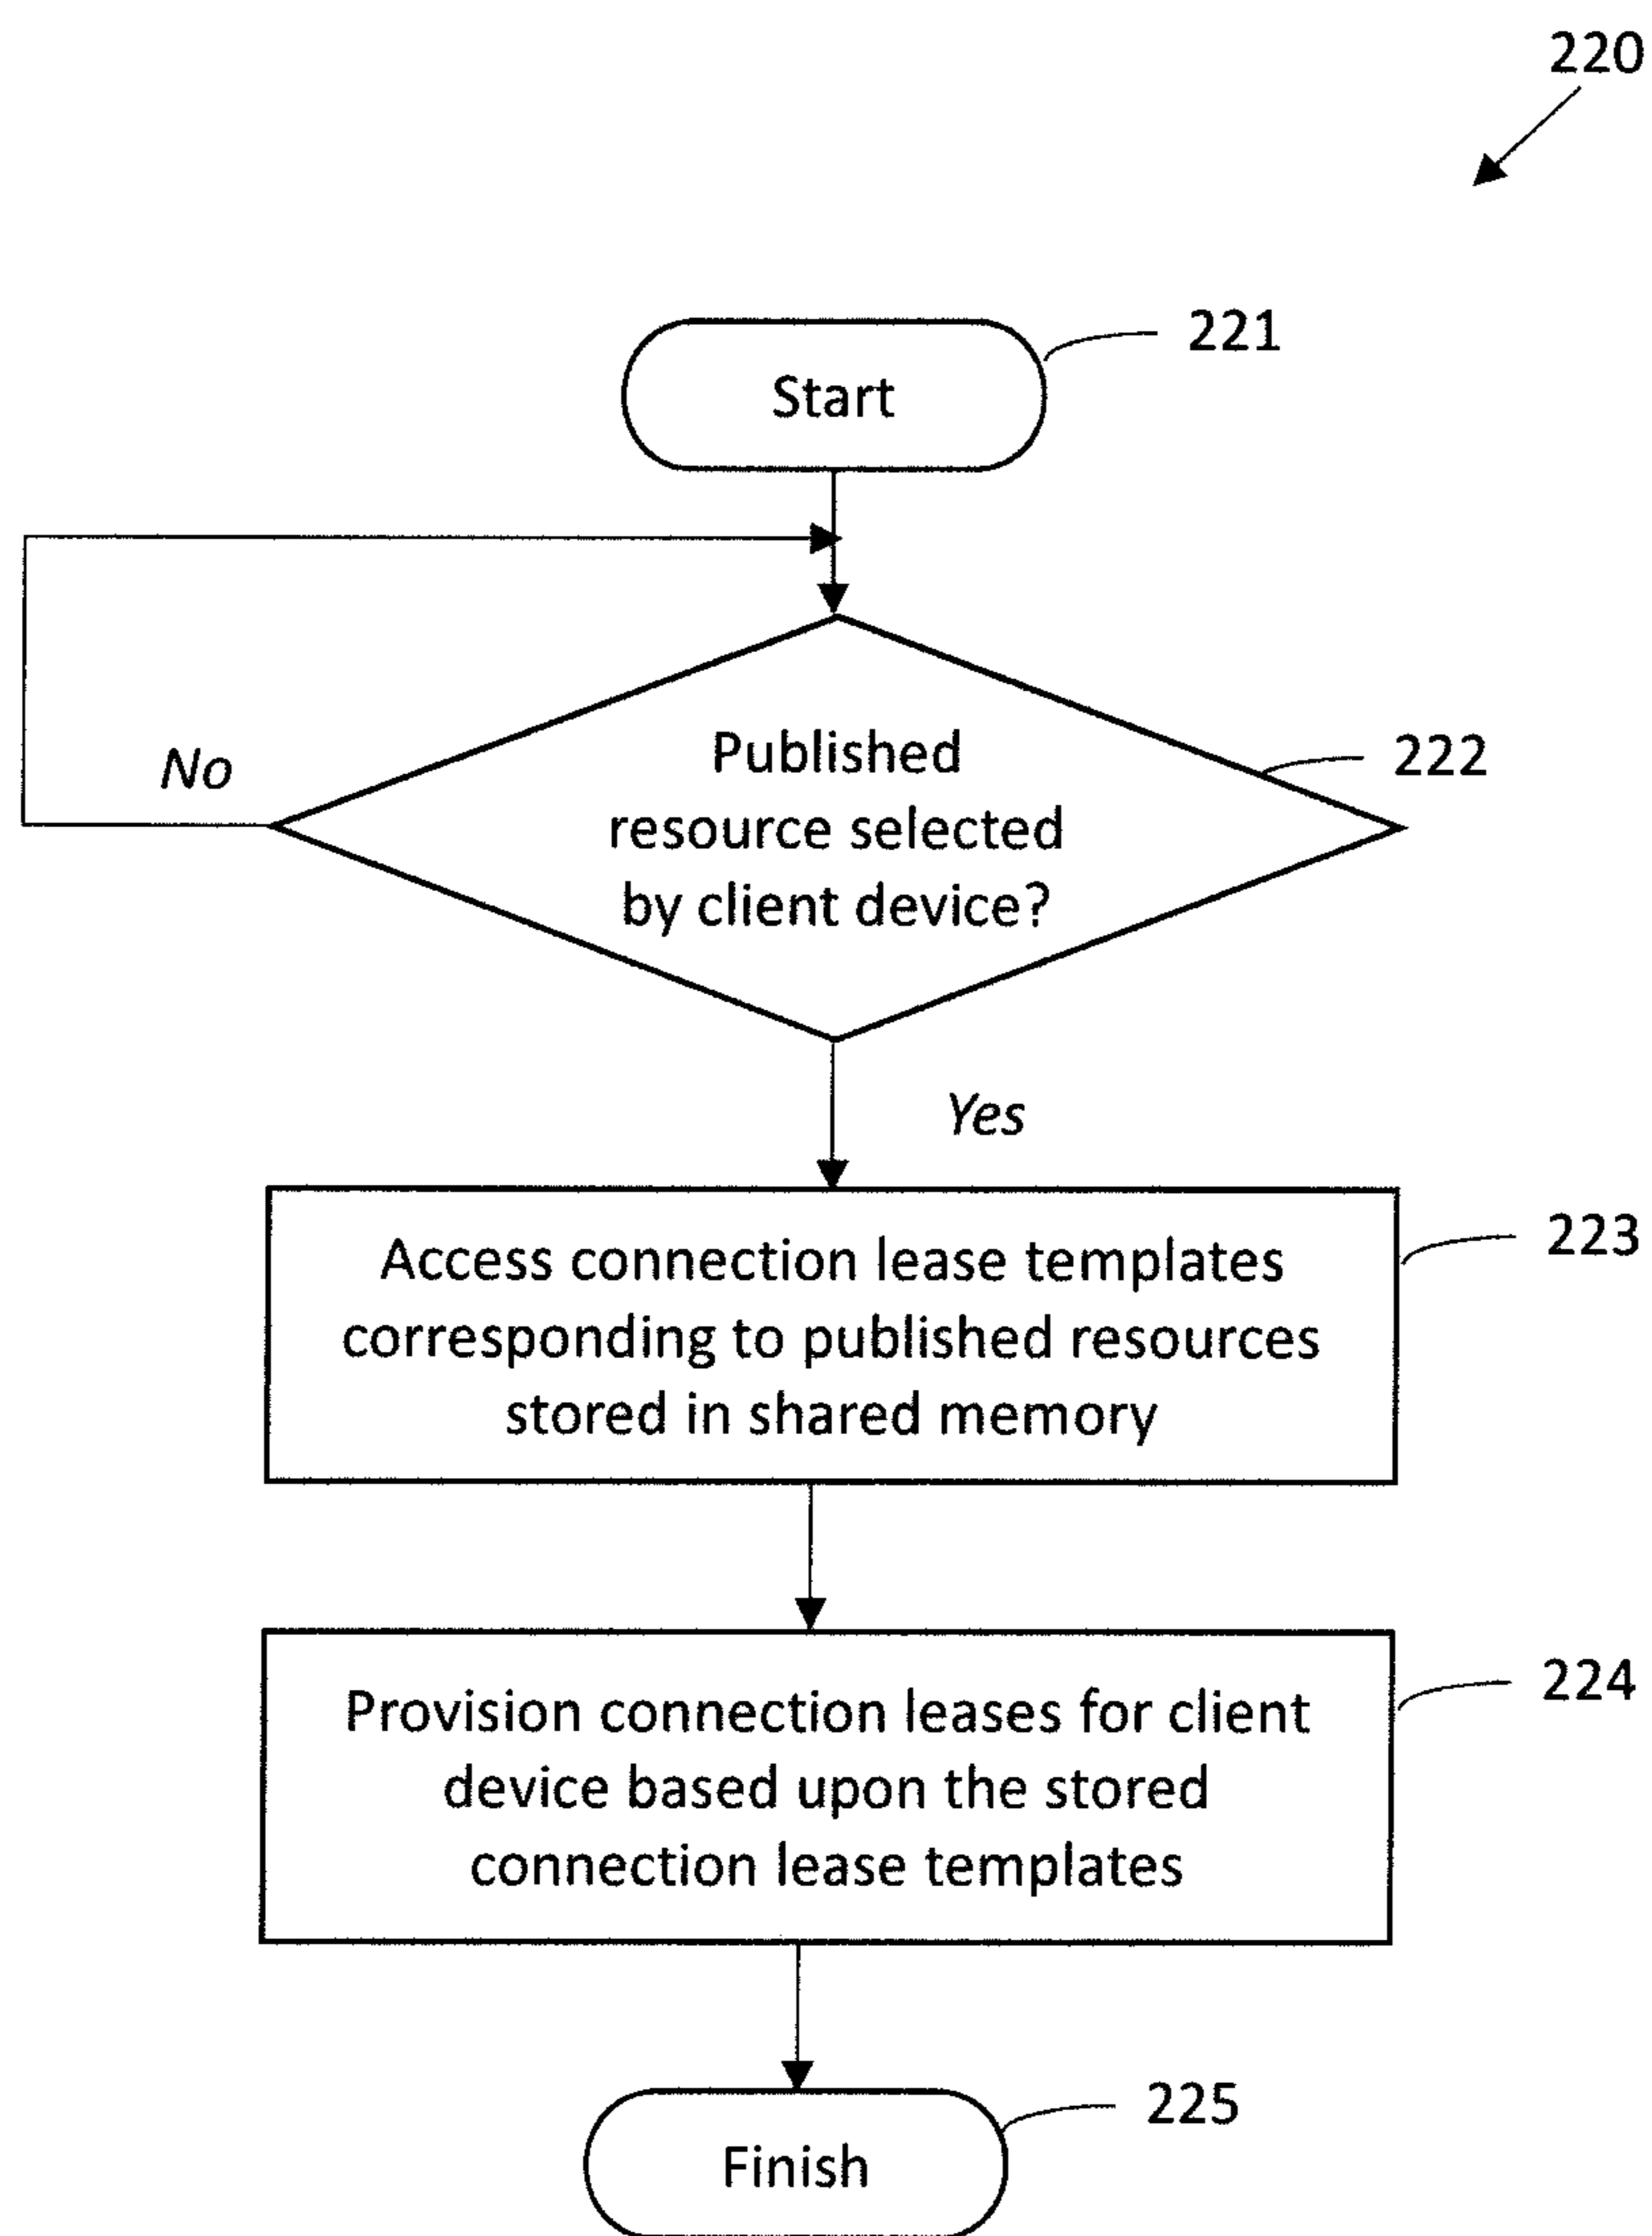 220
221
Start
No
Published
resource selected
by client device?
222
Yes
Access connection lease templates
corresponding to published resources
stored in shared memory
223
Provision connection leases for client
device based upon the stored
connection lease templates
224
225
Finish